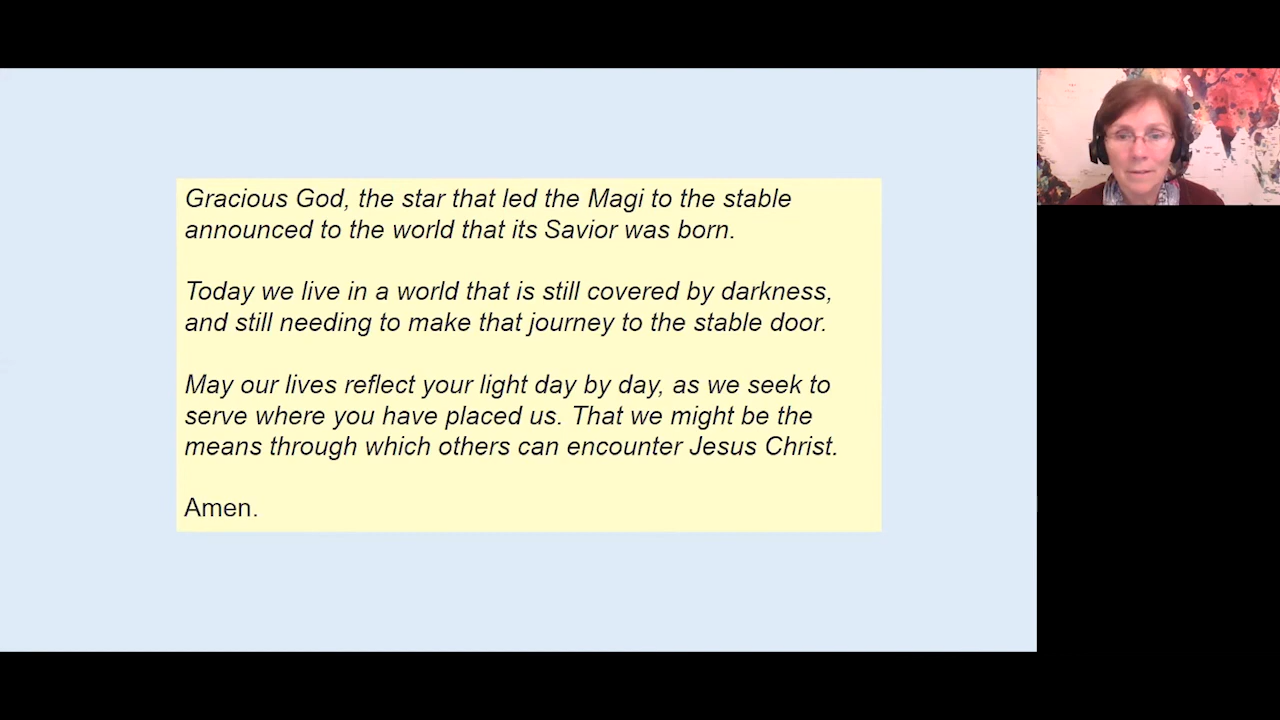 Gracious God, the star that led the Magi to the stable
announced to the world that its Savior was born.
Today we live in a world that is still covered by darkness,
and still needing to make that journey to the stable door.
May our lives reflect your light day by day, as we seek to
serve where you have placed us. That we might be the
means through which others can encounter Jesus Christ.
Amen.